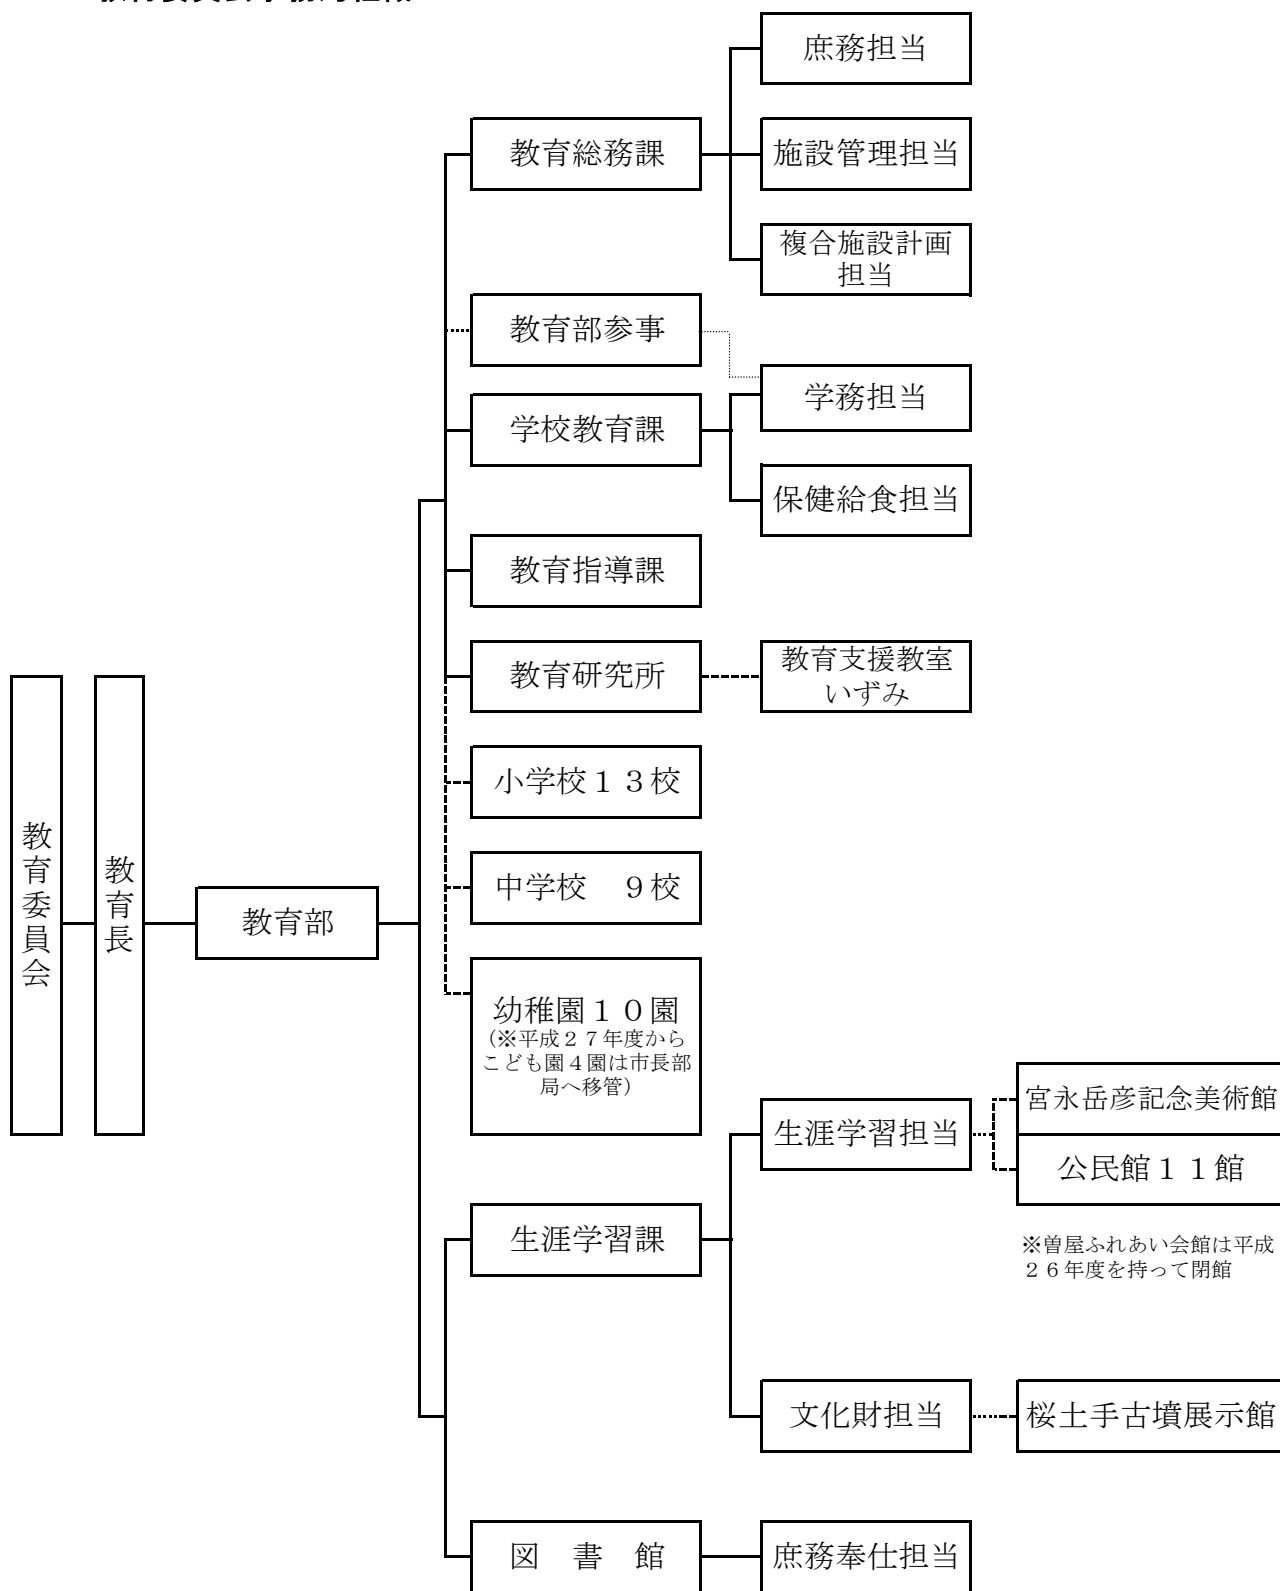 庶務担当
教育総務課
施設管理担当
複合施設計画
担当
教育部参事
学務担当
学校教育課
保健給食担当
教育指導課
教育研究所
教育支援教室
いずみ
小学校１３校
中学校　９校
教育委員会
教育長
教育部
幼稚園１０園
(※平成２７年度から
こども園４園は市長部
局へ移管)
生涯学習担当
宮永岳彦記念美術館
公民館１１館
生涯学習課
※曽屋ふれあい会館は平成
２６年度を持って閉館
文化財担当
桜土手古墳展示館
図　書　館
庶務奉仕担当